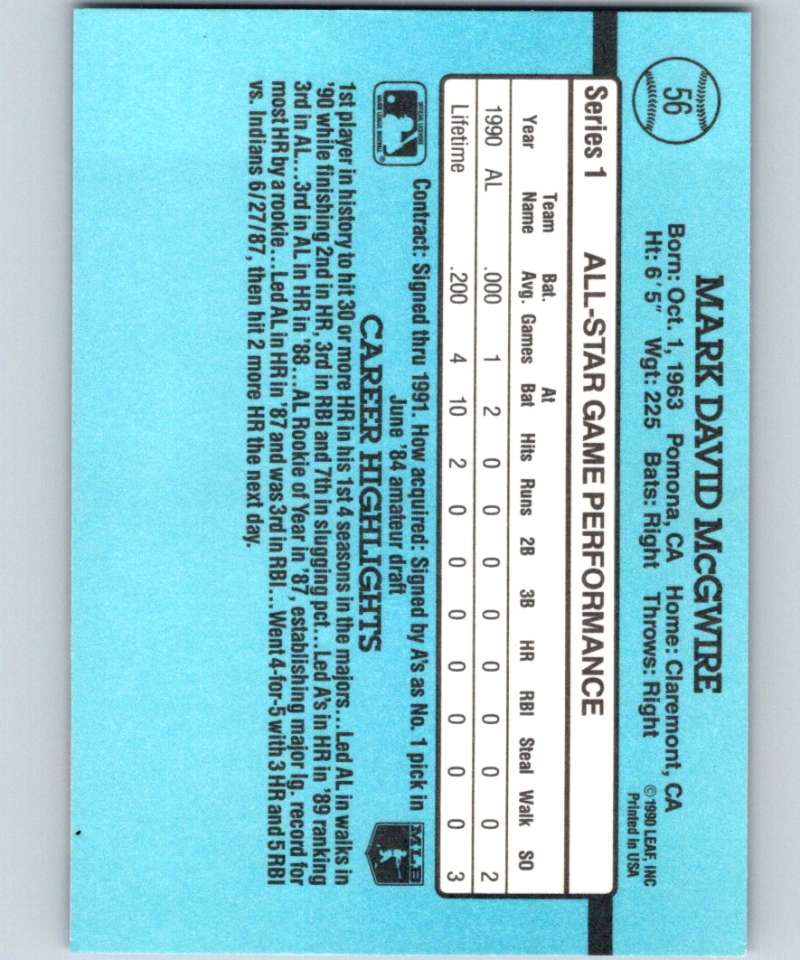 56
MARK DAVID McGWIRE
Born: Oct. 1, 1963 Pomona, CA Home: Claremont, CA
Ht: 6'5" Wgt: 225 Bats: Right Throws: Right
©1990 LEAF, INC
Printed in USA
Series 1 ALL-STAR GAME PERFORMANCE
Team Bat. At
Year Name Avg. Games Bat Hits Runs 2B 3B HR RBI Steal Walk SO
1990 AL .000 1 2 0 0 0 0 0 0 0 0 2
Lifetime .200 4 10 2 0 0 0 0 0 0 0 3
Contract: Signed thru 1991. How acquired: Signed by A's as No. 1 pick in
June '84 amateur draft
MLB
CAREER HIGHLIGHTS
1st player in history to hit 30 or more HR in his 1st 4 seasons in the majors...Led AL in walks in
'90 while finishing 2nd in HR, 3rd in RBI and 7th in slugging pct...Led A's in HR in '89 ranking
3rd in AL...3rd in AL in HR in '88...AL Rookie of Year in '87, establishing major lg. record for
most HR by a rookie...Led AL in HR in '87 and was 3rd in RBI...Went 4-for-5 with 3 HR and 5 RBI
vs. Indians 6/27/87, then hit 2 more HR the next day.